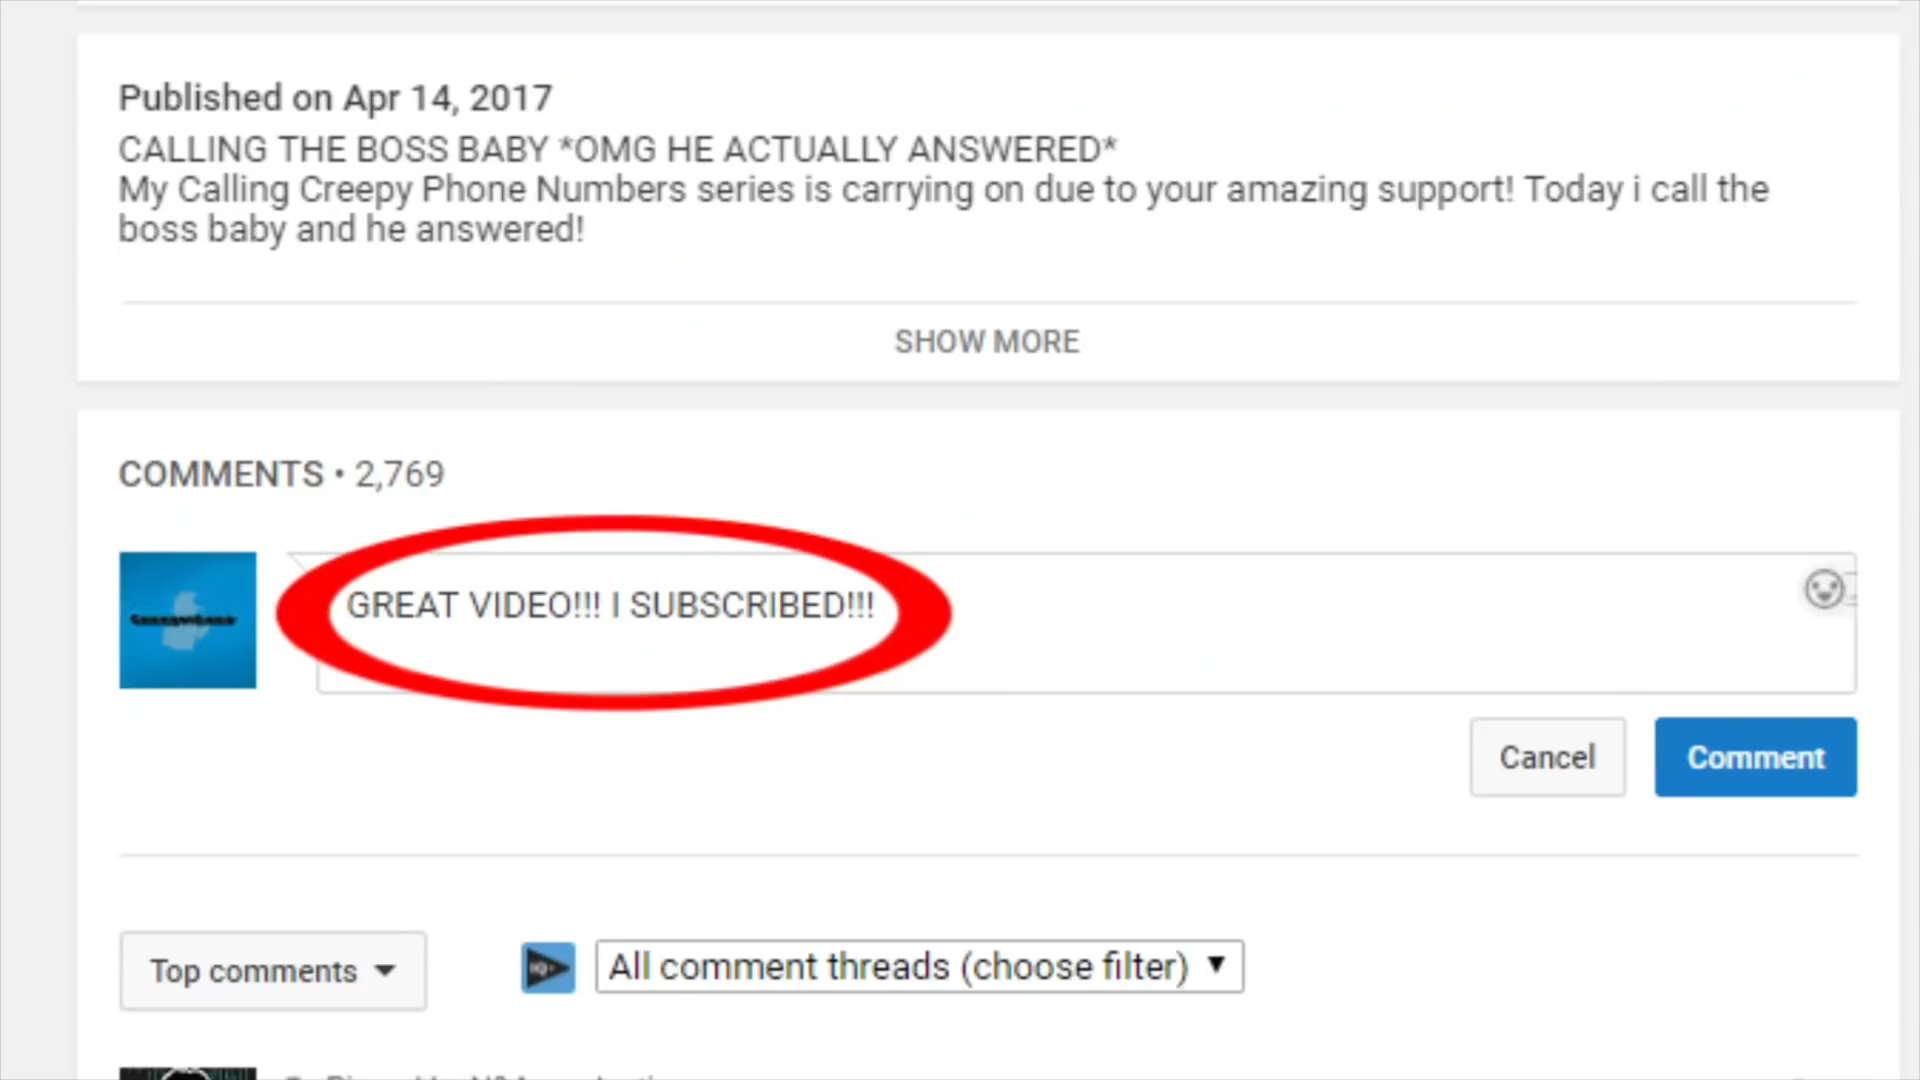 Published on Apr 14, 2017
CALLING THE BOSS BABY *OMG HE ACTUALLY ANSWERED*
My Calling Creepy Phone Numbers series is carrying on due to your amazing support! Today i call the
boss baby and he answered!
SHOW MORE
COMMENTS • 2,769
GREAT VIDEO!!! I SUBSCRIBED!!!
Cancel
Comment
Top comments
All comment threads (choose filter)